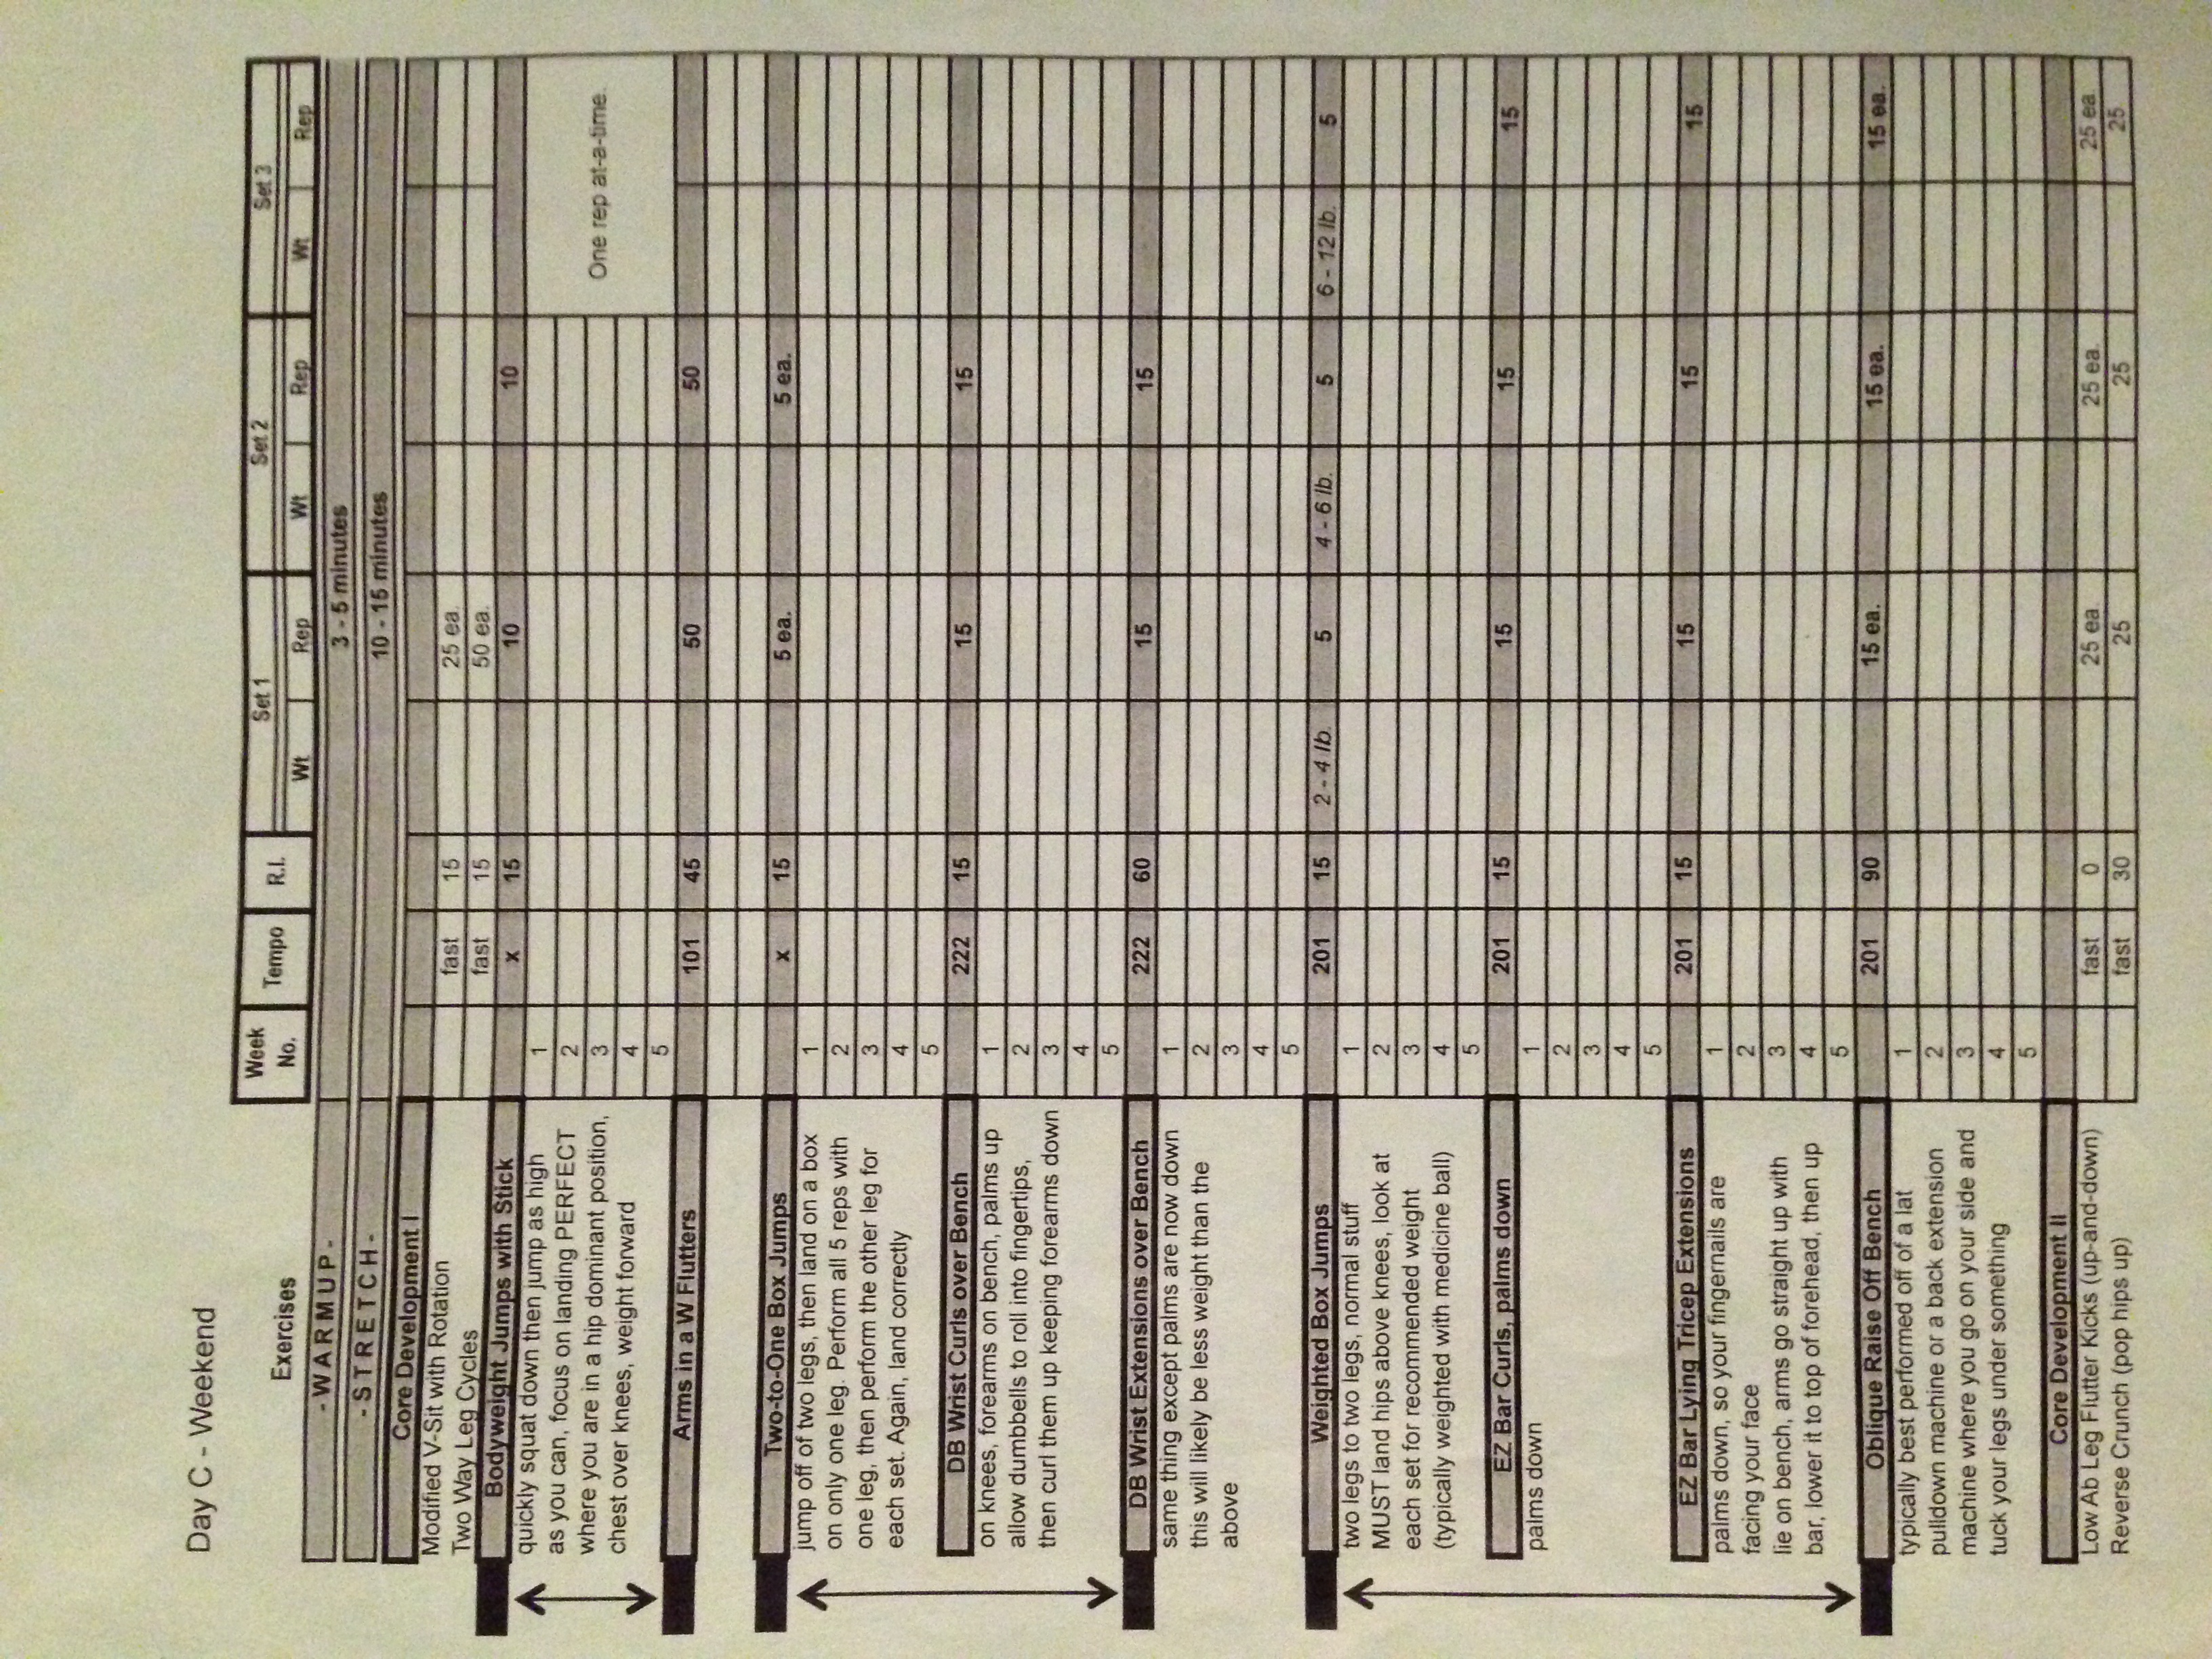 Day C - Weekend
Exercises Week No. Tempo R.I. Set 1 Set 2 Set 3
Wt Rep Wt Rep Wt Rep
- W A R M U P - 3 - 5 minutes
- S T R E T C H - 10 - 15 minutes
Core Development I
Modified V-Sit with Rotation fast 15 25 ea.
Two Way Leg Cycles fast 15 50 ea.
Bodyweight Jumps with Stick x 15 10 10
quickly squat down then jump as high 1
as you can, focus on landing PERFECT 2
where you are in a hip dominant position, 3 One rep at-a-time.
chest over knees, weight forward 4
5
Arms in a W Flutters 101 45 50 50
Two-to-One Box Jumps x 15 5 ea. 5 ea.
jump off of two legs, then land on a box 1
on only one leg. Perform all 5 reps with 2
one leg, then perform the other leg for 3
each set. Again, land correctly 4
5
DB Wrist Curls over Bench 222 15 15 15
on knees, forearms on bench, palms up 1
allow dumbbells to roll into fingertips, 2
then curl them up keeping forearms down 3
4
5
DB Wrist Extensions over Bench 222 60 15 15
same thing except palms are now down 1
this will likely be less weight than the 2
above 3
4
5
Weighted Box Jumps 201 15 2 - 4 lb. 5 4 - 6 lb. 5 6 - 12 lb. 5
two legs to two legs, normal stuff 1
MUST land hips above knees, look at 2
each set for recommended weight 3
(typically weighted with medicine ball) 4
5
EZ Bar Curls, palms down 201 15 15 15 15
palms down 1
2
3
4
5
EZ Bar Lying Tricep Extensions 201 15 15 15 15
palms down, so your fingernails are 1
facing your face 2
lie on bench, arms go straight up with 3
bar, lower it to top of forehead, then up 4
5
Oblique Raise Off Bench 201 90 15 ea. 15 ea. 15 ea.
typically best performed off of a lat 1
pulldown machine or a back extension 2
machine where you go on your side and 3
tuck your legs under something 4
5
Core Development II
Low Ab Leg Flutter Kicks (up-and-down) fast 0 25 ea. 25 ea. 25 ea.
Reverse Crunch (pop hips up) fast 30 25 25 25